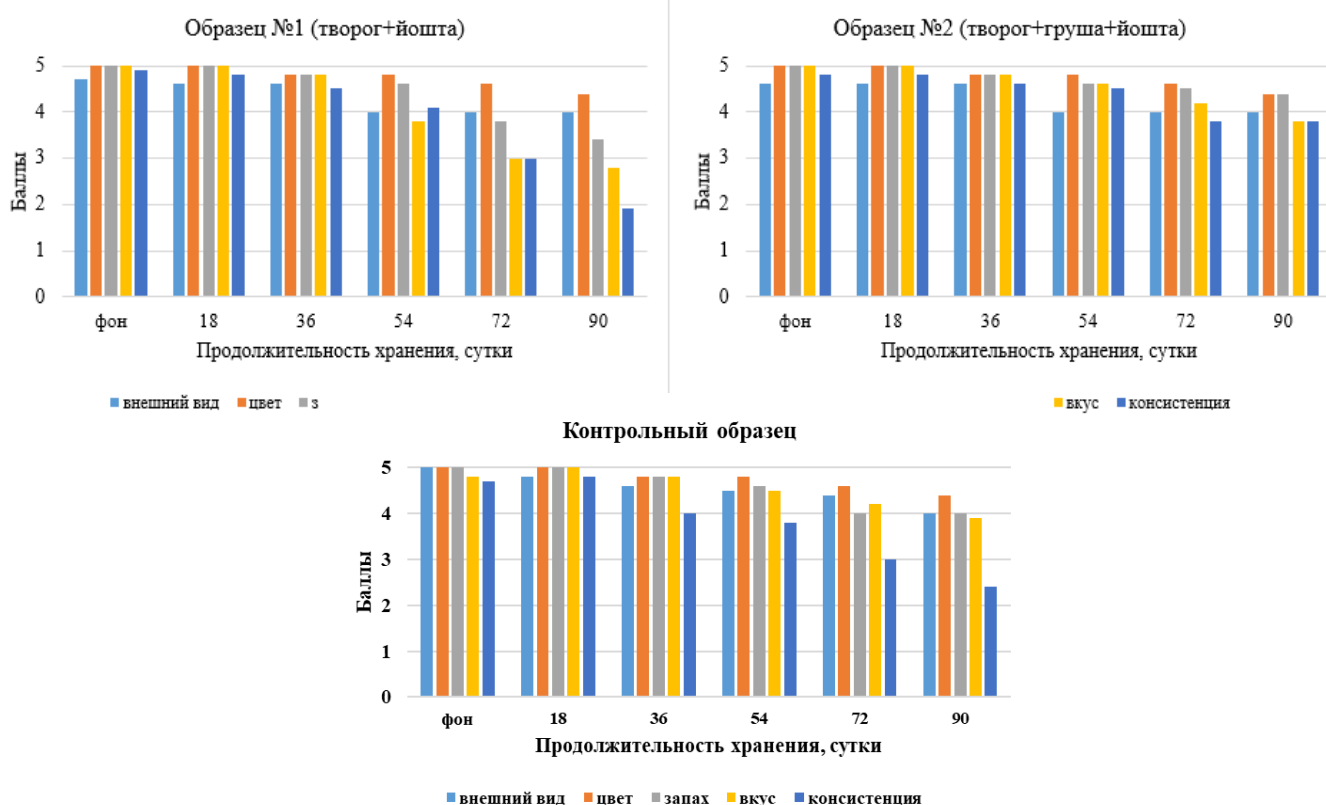 Образец №1 (творог+йошта)
5
4
3
2
1
0
Баллы
фон 18 36 54 72 90
Продолжительность хранения, сутки
внешний вид цвет з
Образец №2 (творог+груша+йошта)
5
4
3
2
1
0
Баллы
фон 18 36 54 72 90
Продолжительность хранения, сутки
вкус консистенция
Контрольный образец
5
4
3
2
1
0
Баллы
фон 18 36 54 72 90
Продолжительность хранения, сутки
внешний вид цвет запах вкус консистенция